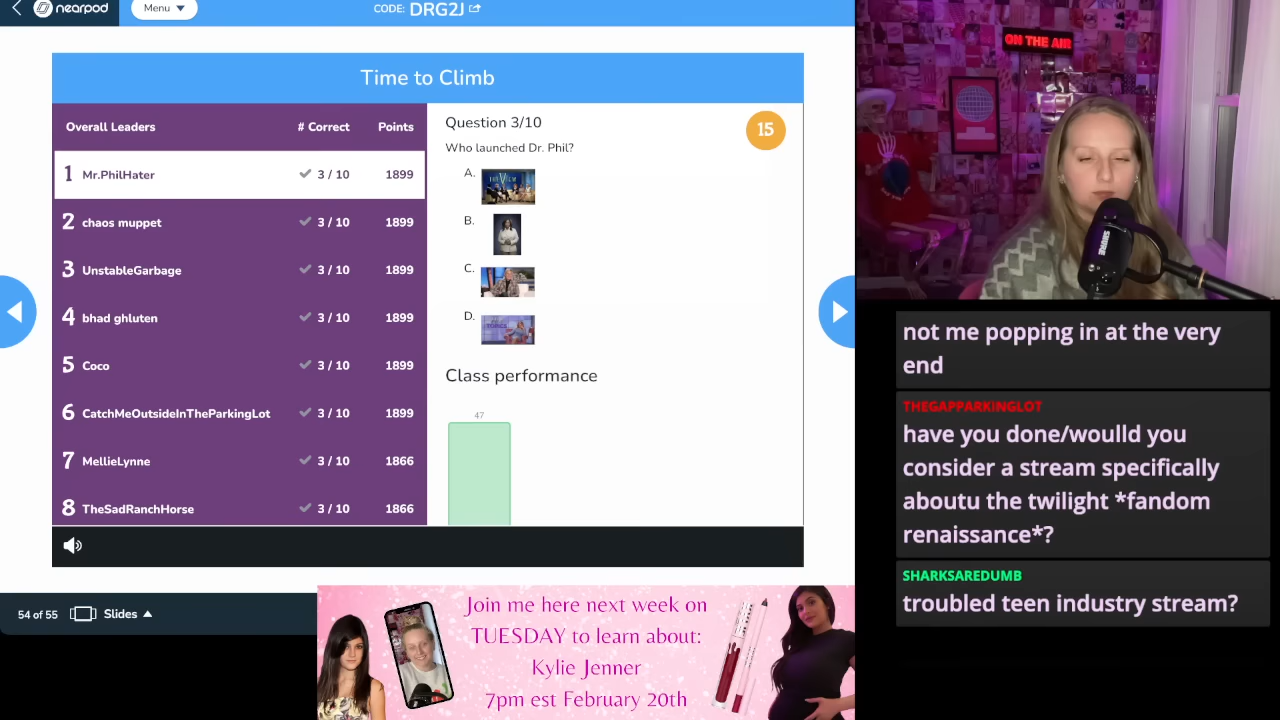 nearpod
Menu
CODE: DRG2J
Time to Climb
Overall Leaders # Correct Points
1 Mr.PhilHater 3 / 10 1899
2 chaos muppet 3 / 10 1899
3 UnstableGarbage 3 / 10 1899
4 bhad ghluten 3 / 10 1899
5 Coco 3 / 10 1899
6 CatchMeOutsideInTheParkingLot 3 / 10 1899
7 MellieLynne 3 / 10 1866
8 TheSadRanchHorse 3 / 10 1866
Question 3/10
15
Who launched Dr. Phil?
A.
B.
C.
D.
Class performance
47
54 of 55 Slides
Join me here next week on
TUESDAY to learn about:
Kylie Jenner
7pm est February 20th
ON THE AIR
SHURE
not me popping in at the very
end
THEGAPPARKINGLOT
have you done/woulld you
consider a stream specifically
aboutu the twilight *fandom
renaissance*?
SHARKSAREDUMB
troubled teen industry stream?